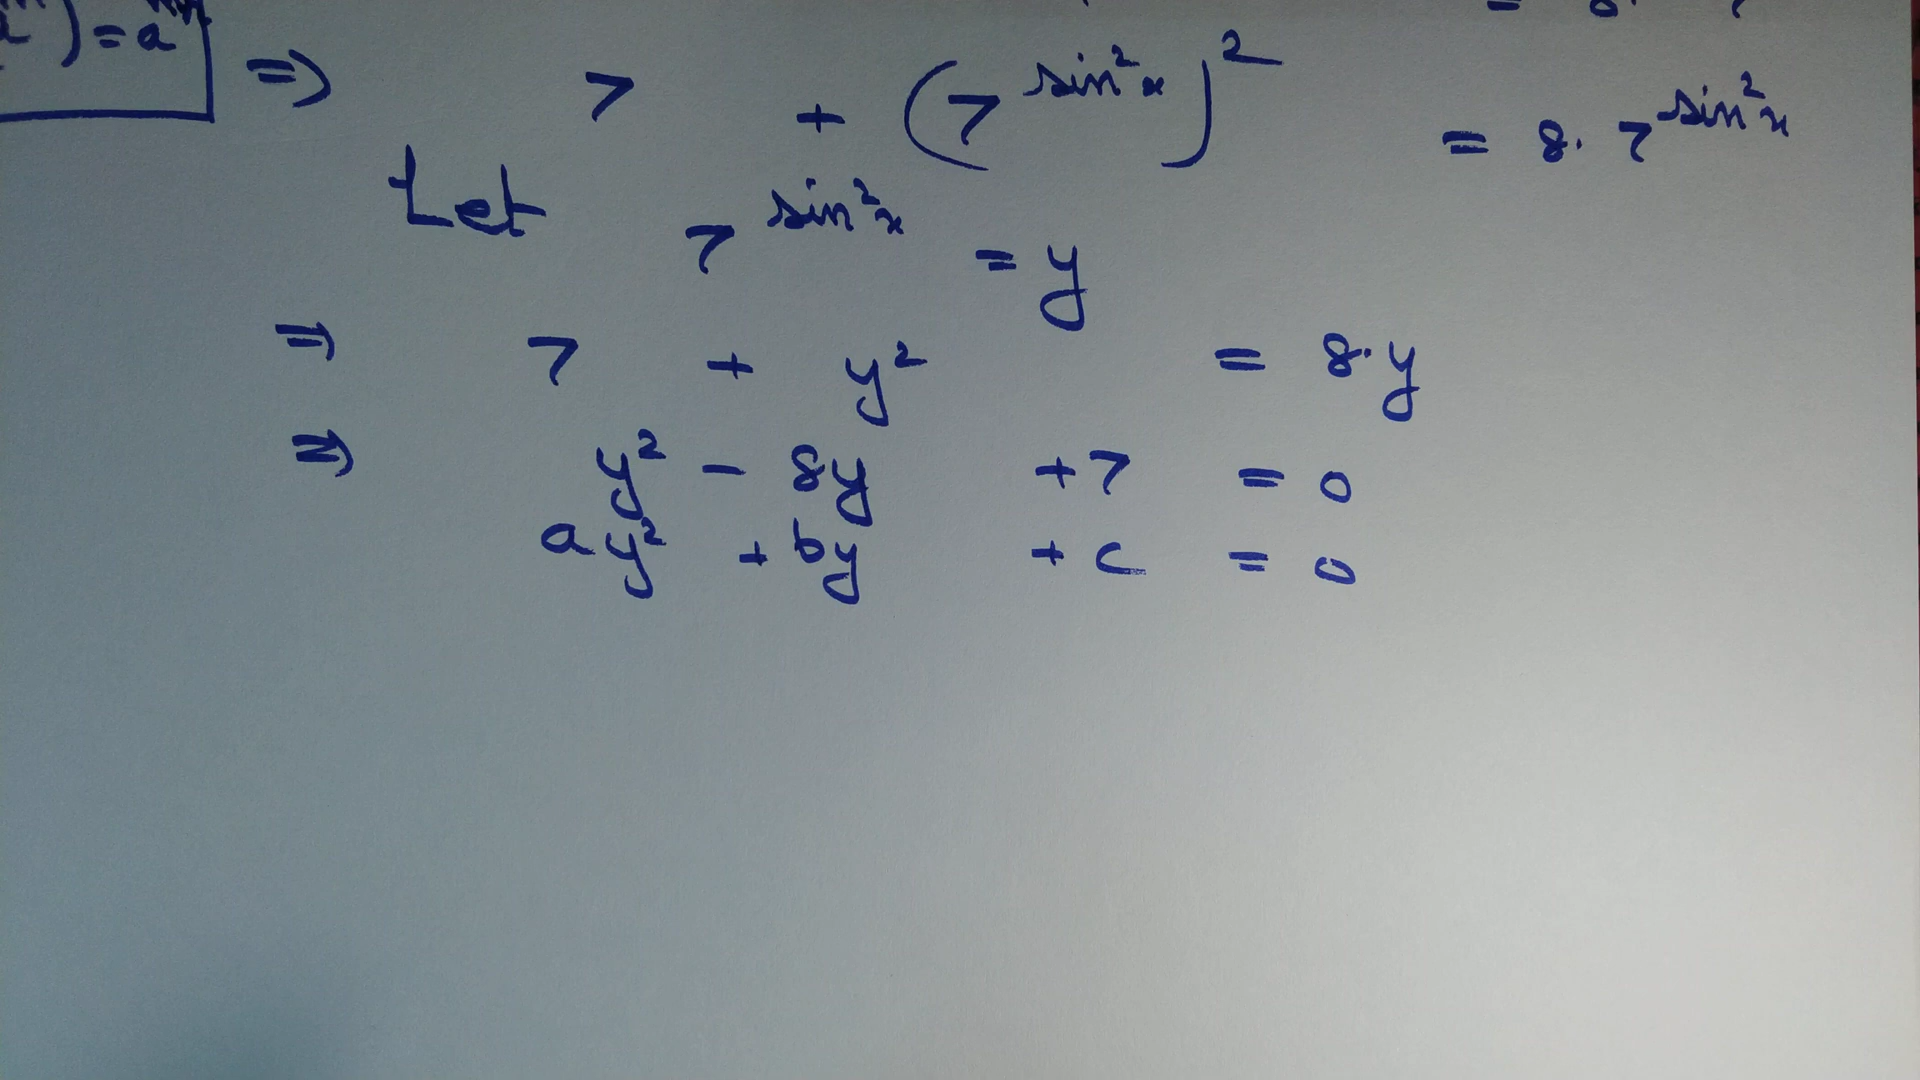 ) = a
⇒ 7 + (7^sin²x)² = 8. 7^sin²x
Let 7^sin²x = y
⇒ 7 + y² = 8.y
⇒ y² - 8y + 7 = 0
ay² + by + c = 0